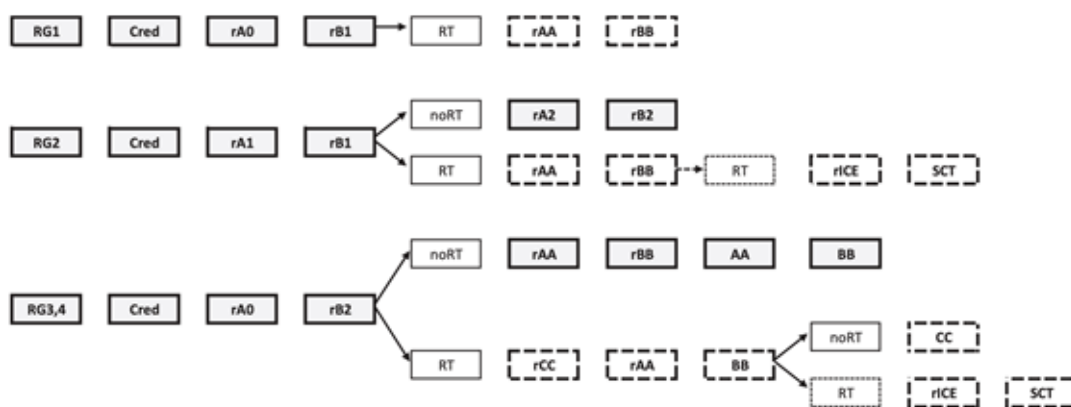 RG1 Cred rA0 rB1 RT rAA rBB
noRT rA2 rB2
RG2 Cred rA1 rB1
RT rAA rBB RT rICE SCT
noRT rAA rBB AA BB
RG3,4 Cred rA0 rB2
noRT CC
RT rCC rAA BB
RT rICE SCT